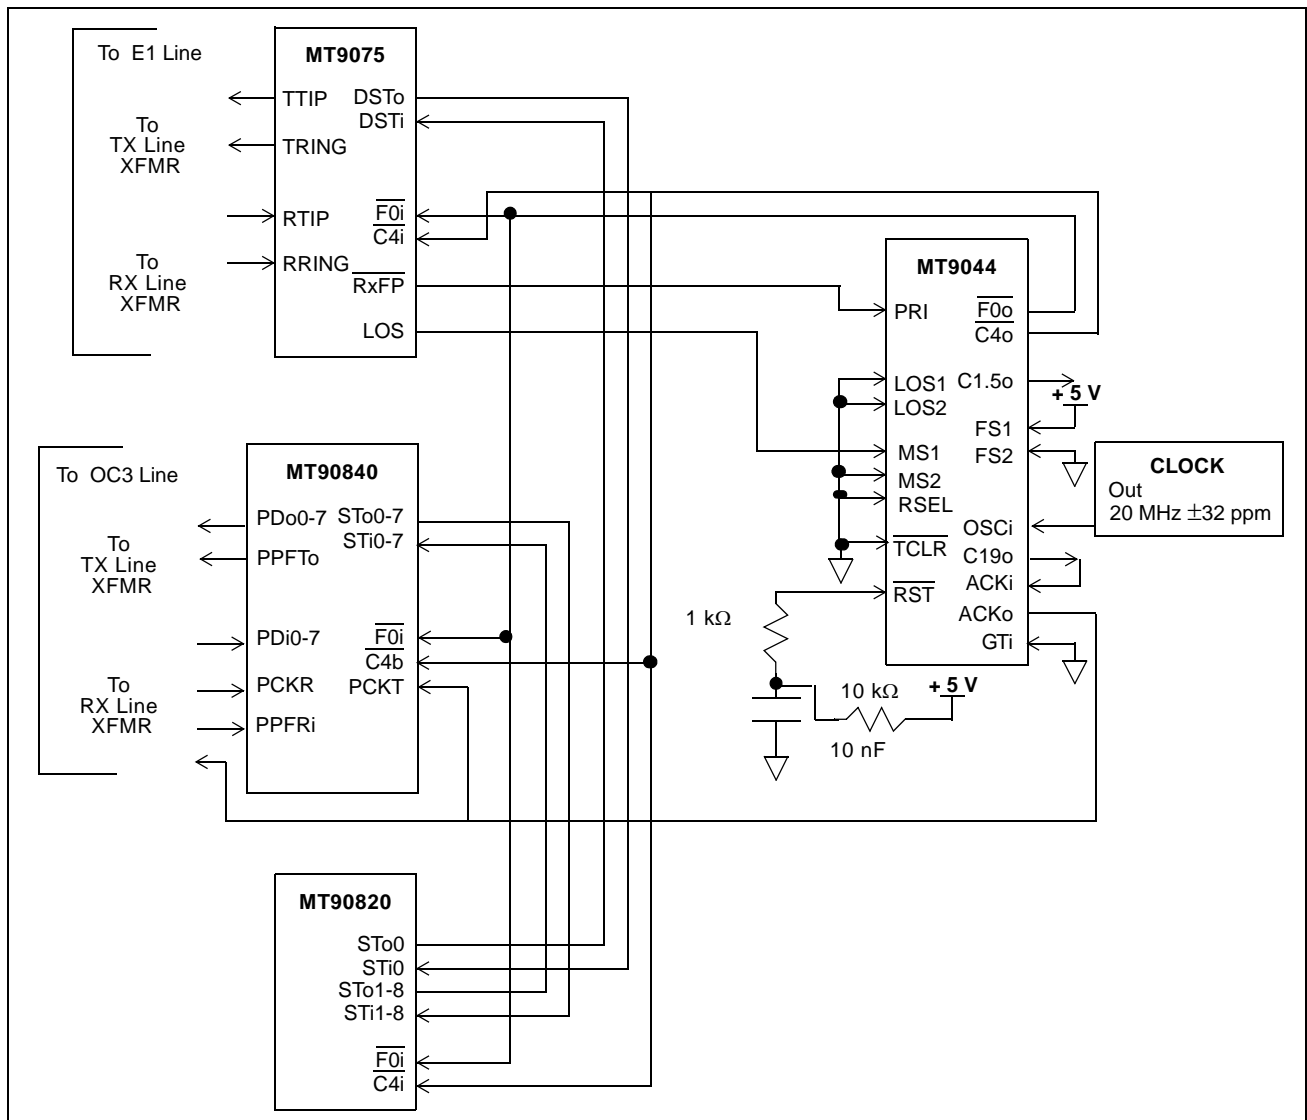 To E1 Line
MT9075
TTIP
DSTo
DSTi
To
TX Line
XFMR
TRING
RTIP
F0i
C4i
To
RX Line
XFMR
RRING
RxFP
LOS
MT9044
PRI
F0o
C4o
LOS1
LOS2
C1.5o
+ 5 V
FS1
FS2
MS1
MS2
RSEL
CLOCK
Out
20 MHz ±32 ppm
OSCi
TCLR
C19o
ACKi
RST
ACKo
GTi
1 kΩ
10 kΩ
+ 5 V
10 nF
To OC3 Line
MT90840
PDo0-7
STo0-7
STi0-7
To
TX Line
XFMR
PPFTo
PDi0-7
F0i
C4b
PCKT
To
RX Line
XFMR
PCKR
PPFRi
MT90820
STo0
STi0
STo1-8
STi1-8
F0i
C4i